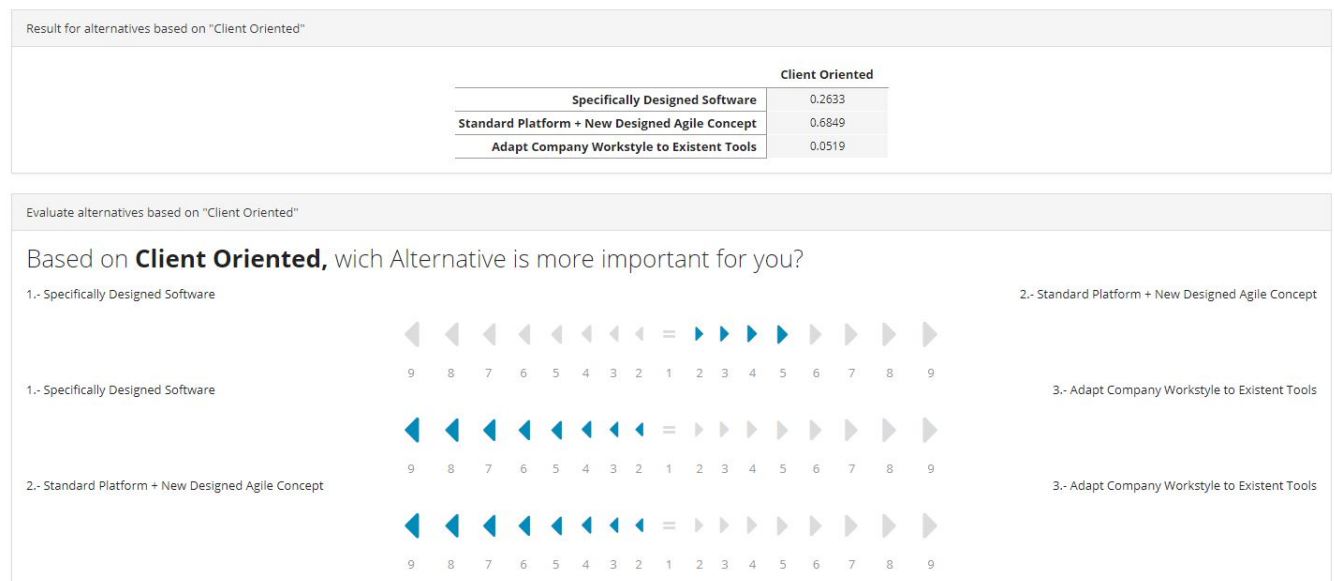 Result for alternatives based on "Client Oriented"
Client Oriented
Specifically Designed Software 0.2633
Standard Platform + New Designed Agile Concept 0.6849
Adapt Company Workstyle to Existent Tools 0.0519
Evaluate alternatives based on "Client Oriented"
Based on Client Oriented, wich Alternative is more important for you?
1.- Specifically Designed Software 2.- Standard Platform + New Designed Agile Concept
=
9 8 7 6 5 4 3 2 1 2 3 4 5 6 7 8 9
1.- Specifically Designed Software 3.- Adapt Company Workstyle to Existent Tools
=
9 8 7 6 5 4 3 2 1 2 3 4 5 6 7 8 9
2.- Standard Platform + New Designed Agile Concept 3.- Adapt Company Workstyle to Existent Tools
=
9 8 7 6 5 4 3 2 1 2 3 4 5 6 7 8 9